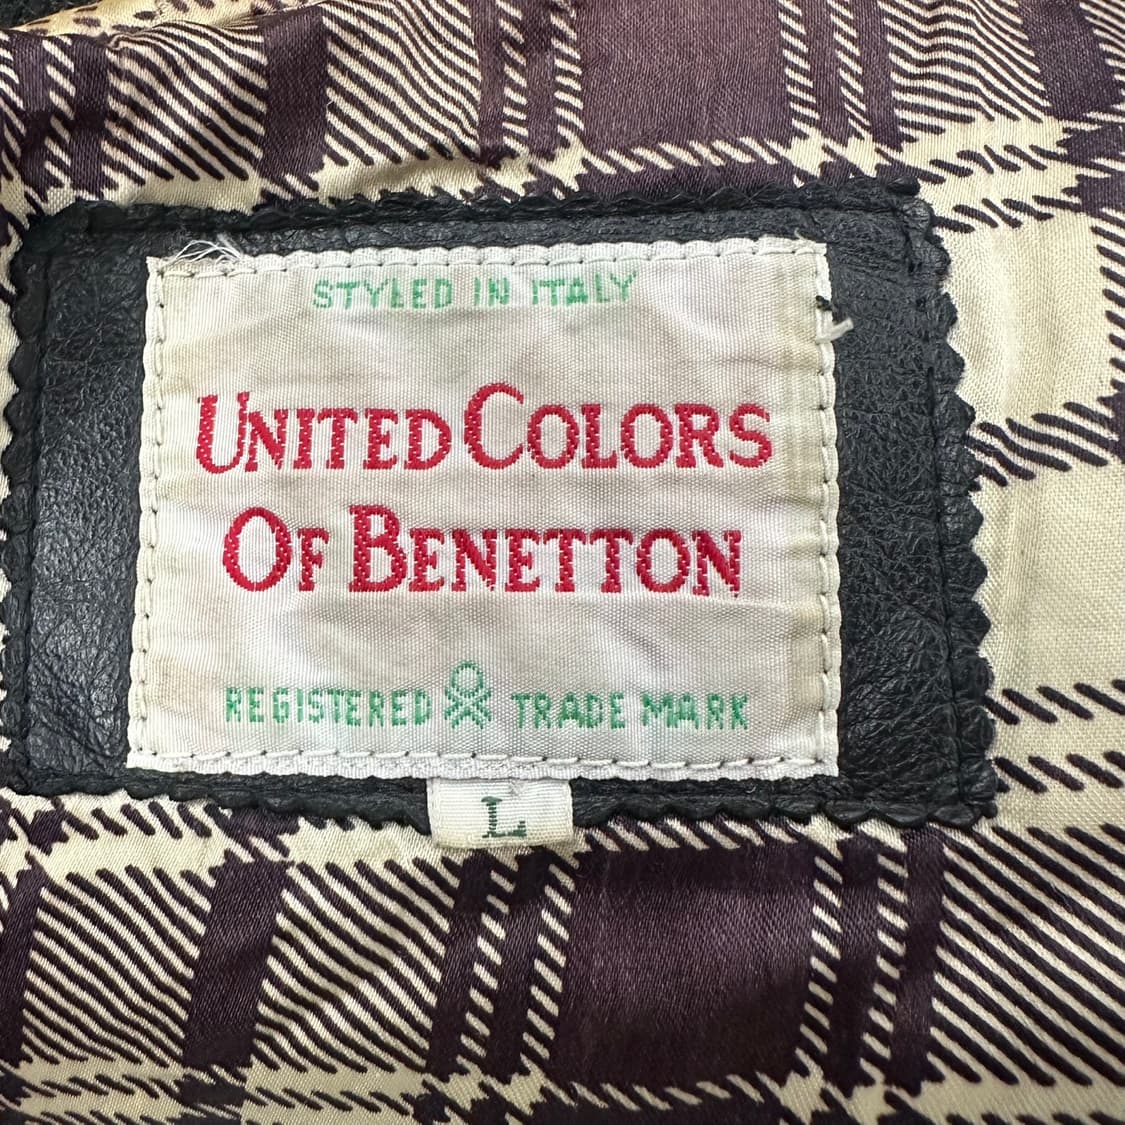 STYLED IN ITALY
UNITED COLORS
OF BENETTON
REGISTERED TRADE MARK
L